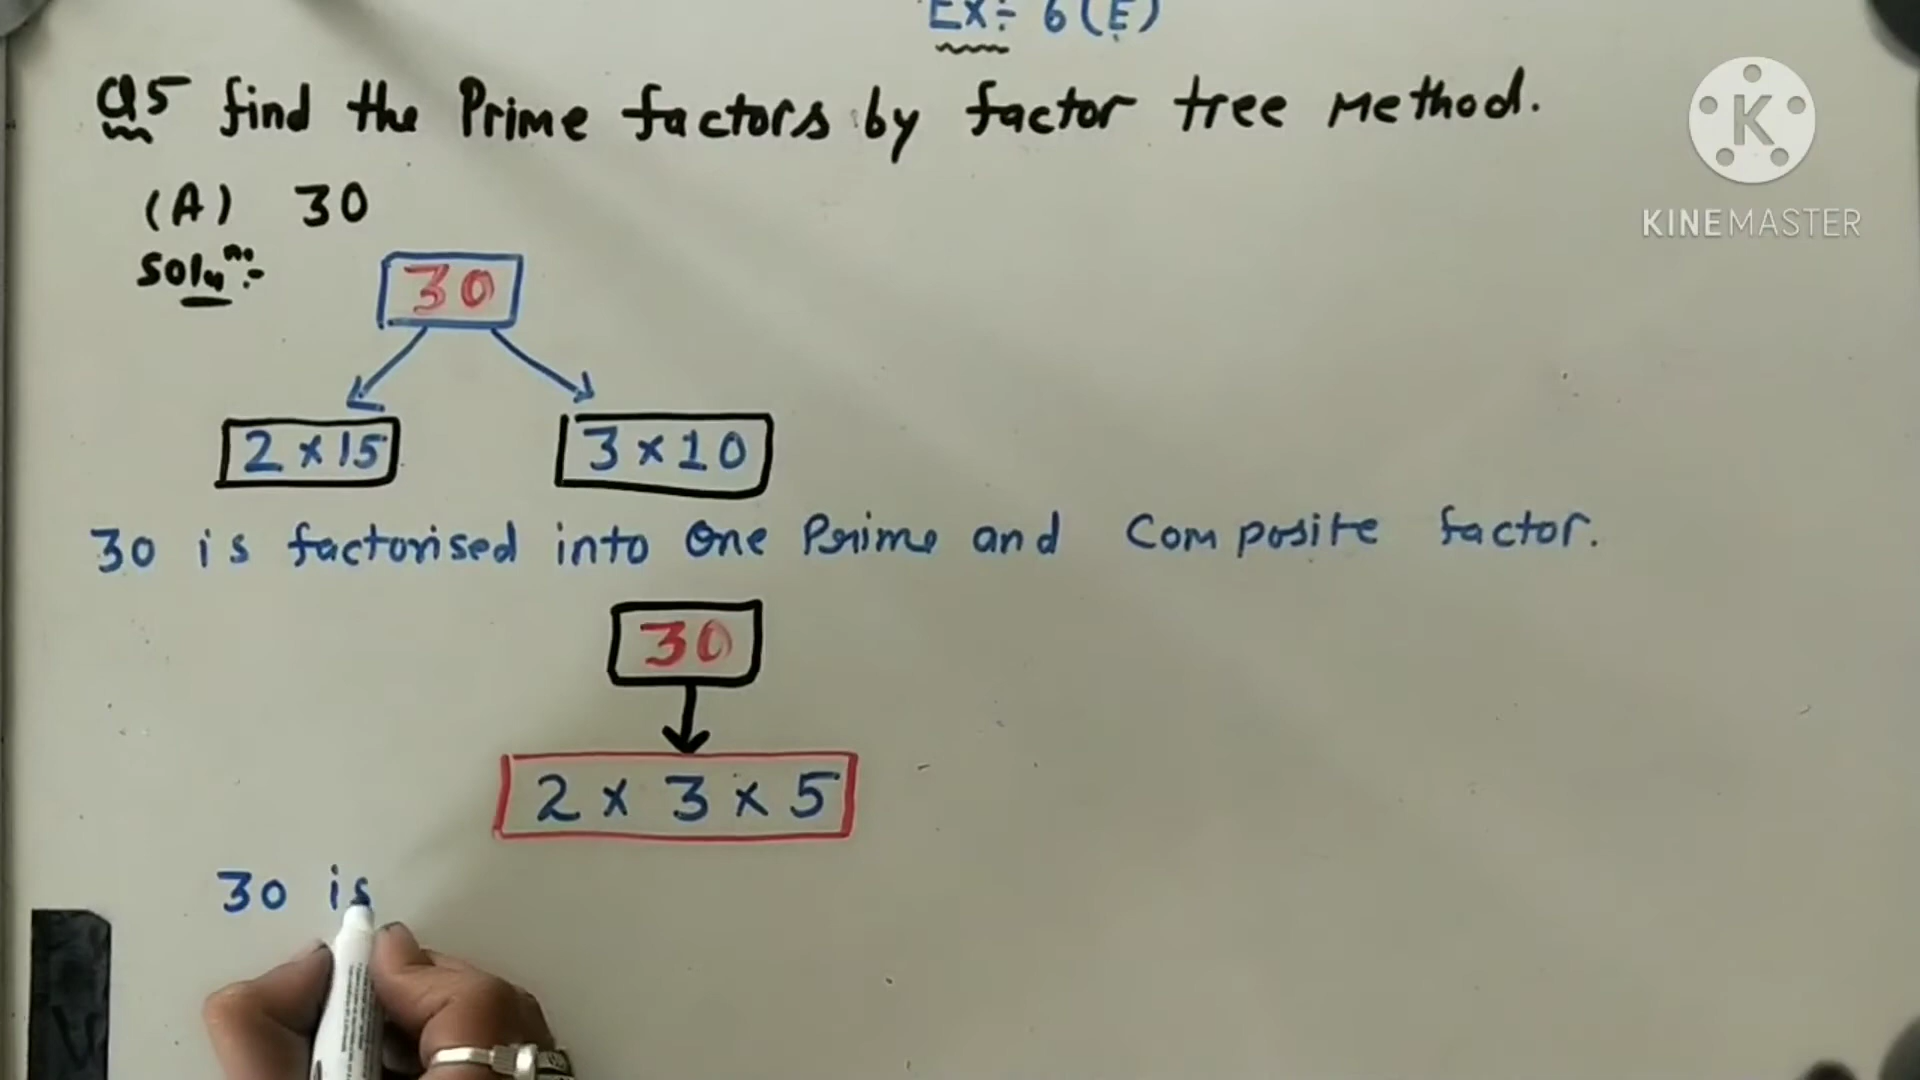 Ex÷ 6(E)
Q5 find the Prime factors by factor tree Method.
(A) 30
Soluⁿ:-
30
2 × 15 3 × 10
30 is factorised into One Prime and Composite factor.
30
2 × 3 × 5
30 is
K
KINEMASTER